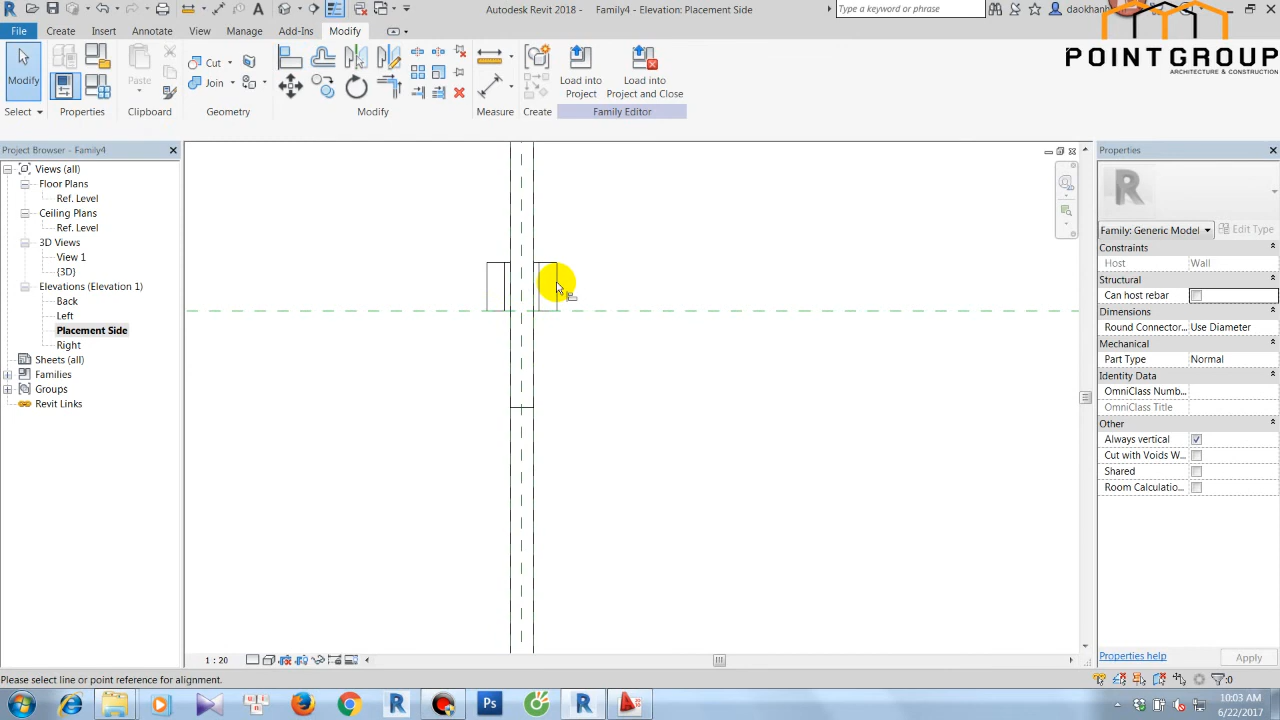 Autodesk Revit 2018 - Family4 - Elevation: Placement Side
Type a keyword or phrase
daokhanh
POINTGROUP
ARCHITECTURE & CONSTRUCTION
File Create Insert Annotate View Manage Add-Ins Modify
Modify
Paste
Cut
Join
Load into
Project
Load into
Project and Close
Select Properties Clipboard Geometry Modify Measure Create Family Editor
Project Browser - Family4
Views (all)
Floor Plans
Ref. Level
Ceiling Plans
Ref. Level
3D Views
View 1
{3D}
Elevations (Elevation 1)
Back
Left
Placement Side
Right
Sheets (all)
Families
Groups
Revit Links
Properties
Family: Generic Model
Edit Type
Constraints
Host Wall
Structural
Can host rebar
Dimensions
Round Connector... Use Diameter
Mechanical
Part Type Normal
Identity Data
OmniClass Numb...
OmniClass Title
Other
Always vertical
Cut with Voids W...
Shared
Room Calculatio...
Properties help
Apply
1 : 20
Please select line or point reference for alignment.
:0
Ps
10:03 AM
6/22/2017